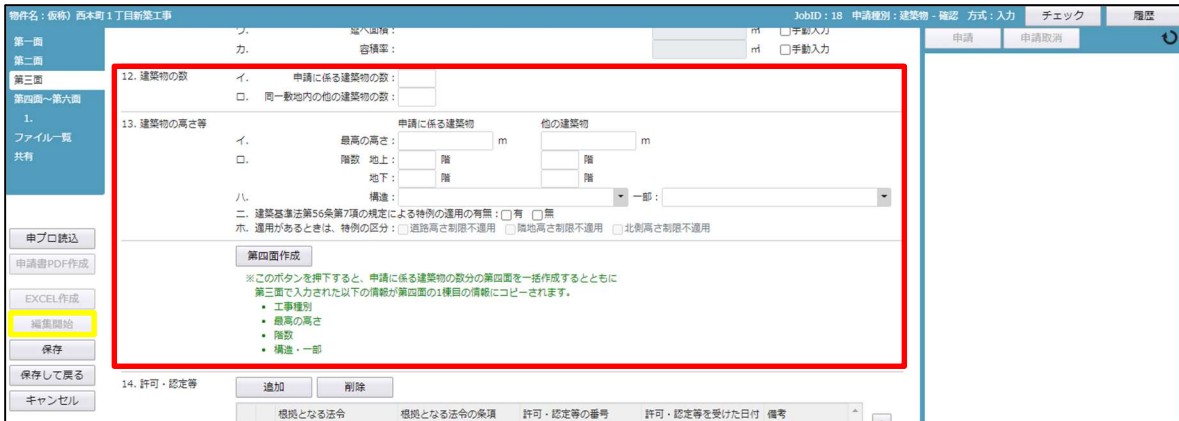 物件名：仮称）西本町１丁目新築工事
JobID：18 申請種別：建築物 - 確認 方式：入力 チェック 履歴
第一面
第二面
第三面
第四面～第六面
1.
ファイル一覧
共有
申プロ読込
申請書PDF作成
EXCEL作成
編集開始
保存
保存して戻る
キャンセル
㎡ 手動入力
カ. 容積率： ㎡ 手動入力
12. 建築物の数 イ. 申請に係る建築物の数：
ロ. 同一敷地内の他の建築物の数：
13. 建築物の高さ等 申請に係る建築物 他の建築物
イ. 最高の高さ： m m
ロ. 階数 地上： 階 階
地下： 階 階
ハ. 構造： 一部：
ニ. 建築基準法第56条第7項の規定による特例の適用の有無： 有 無
ホ. 適用があるときは、特例の区分： 道路高さ制限不適用 隣地高さ制限不適用 北側高さ制限不適用
第四面作成
※このボタンを押下すると、申請に係る建築物の数分の第四面を一括作成するとともに
第三面で入力された以下の情報が第四面の1棟目の情報にコピーされます。
• 工事種別
• 最高の高さ
• 階数
• 構造・一部
14. 許可・認定等 追加 削除
根拠となる法令 根拠となる法令の条項 許可・認定等の番号 許可・認定等を受けた日付 備考
申請 申請取消